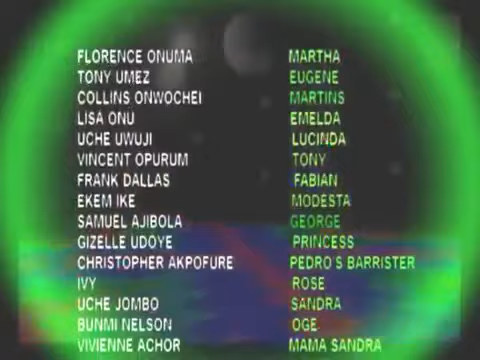 FLORENCE ONUMA MARTHA
TONY UMEZ EUGENE
COLLINS ONWOCHEI MARTINS
LISA ONU EMELDA
UCHE UWUJI LUCINDA
VINCENT OPURUM TONY
FRANK DALLAS FABIAN
EKEM IKE MODESTA
SAMUEL AJIBOLA GEORGE
GIZELLE UDOYE PRINCESS
CHRISTOPHER AKPOFURE PEDRO'S BARRISTER
IVY ROSE
UCHE JOMBO SANDRA
BUNMI NELSON OGE
VIVIENNE ACHOR MAMA SANDRA